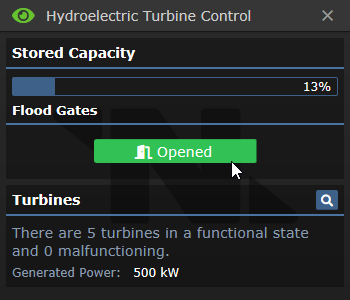 Hydroelectric Turbine Control
Stored Capacity
13%
Flood Gates
Opened
Turbines
There are 5 turbines in a functional state
and 0 malfunctioning.
Generated Power: 500 kW